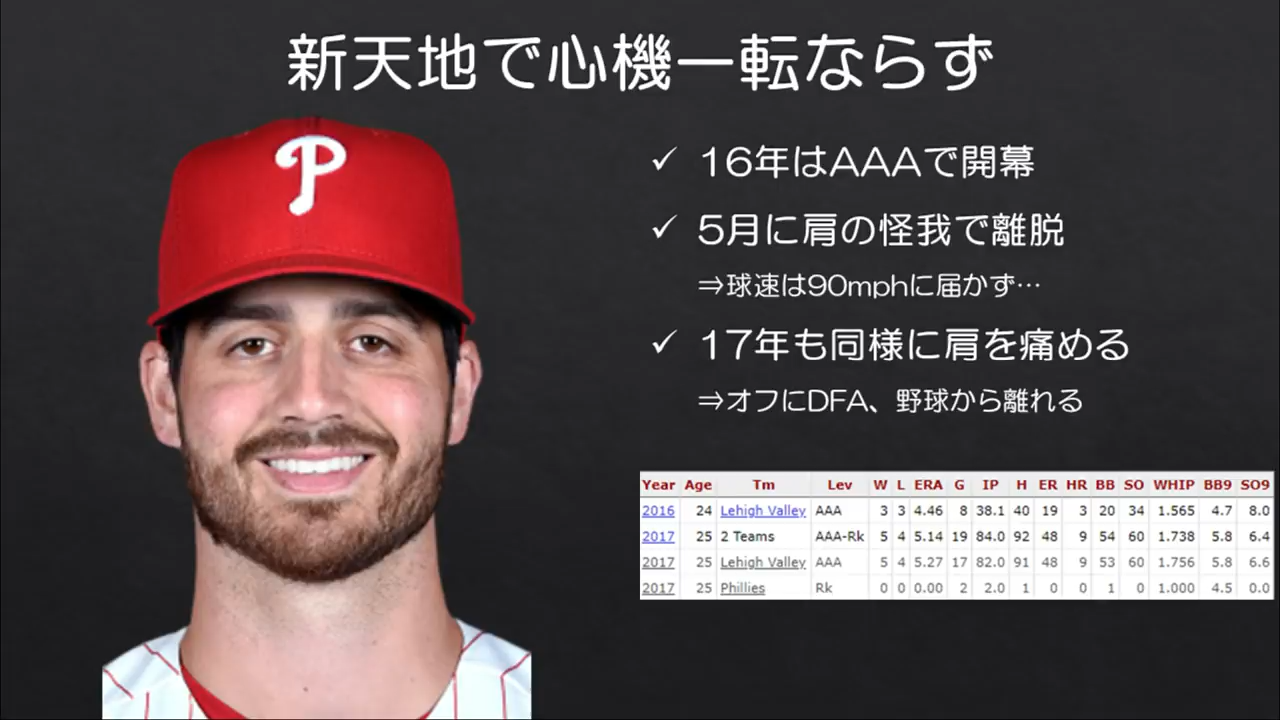 新天地で心機一転ならず
P
✓ 16年はAAAで開幕
✓ 5月に肩の怪我で離脱
⇒球速は90mphに届かず…
✓ 17年も同様に肩を痛める
⇒オフにDFA、野球から離れる
Year Age Tm Lev W L ERA G IP H ER HR BB SO WHIP BB9 SO9
2016 24 Lehigh Valley AAA 3 3 4.46 8 38.1 40 19 3 20 34 1.565 4.7 8.0
2017 25 2 Teams AAA-Rk 5 4 5.14 19 84.0 92 48 9 54 60 1.738 5.8 6.4
2017 25 Lehigh Valley AAA 5 4 5.27 17 82.0 91 48 9 53 60 1.756 5.8 6.6
2017 25 Phillies Rk 0 0 0.00 2 2.0 1 0 0 1 0 1.000 4.5 0.0